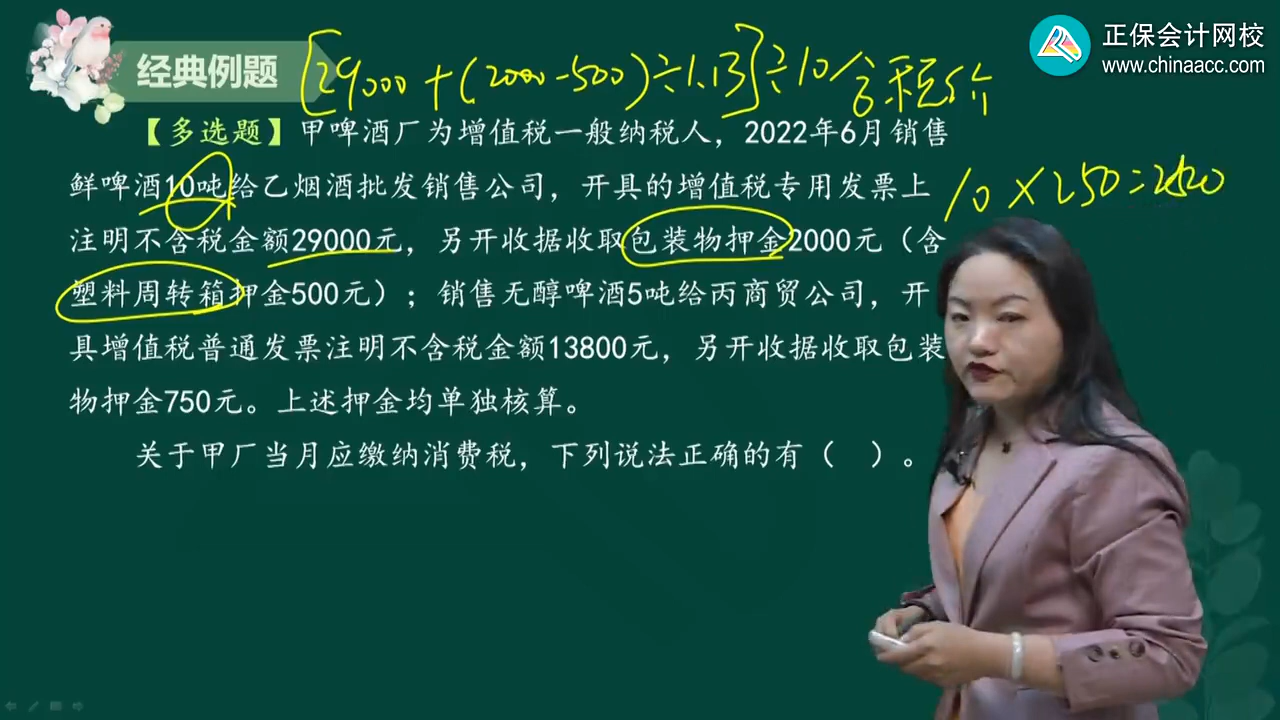 正保会计网校
www.chinaacc.com
经典例题
[29000+(2000-500)÷1.13]÷10 含税价
【多选题】甲啤酒厂为增值税一般纳税人，2022年6月销售
鲜啤酒10吨给乙烟酒批发销售公司，开具的增值税专用发票上
10×250=2500
注明不含税金额29000元，另开收据收取包装物押金2000元（含
塑料周转箱押金500元）；销售无醇啤酒5吨给丙商贸公司，开
具增值税普通发票注明不含税金额13800元，另开收据收取包装
物押金750元。上述押金均单独核算。
关于甲厂当月应缴纳消费税，下列说法正确的有（ ）。